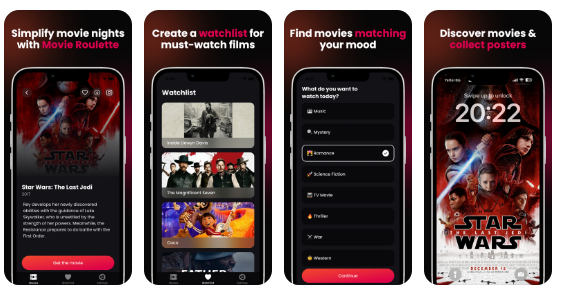 Simplify movie nights
with Movie Roulette
STAR
WARS
Star Wars: The Last Jedi
2017
Rey develops her newly discovered
abilities with the guidance of Luke
Skywalker, who is unsettled by the
strength of her powers. Meanwhile, the
Resistance prepares to do battle with the
First Order.
Get the movie
Create a watchlist for
must-watch films
Watchlist
Inside Llewyn Davis
The Magnificent Seven
Coco
FATHER
Find movies matching
your mood
What do you want to
watch today?
Music
Mystery
Romance
Science Fiction
TV Movie
Thriller
War
Western
Continue
Discover movies &
collect posters
Swipe up to unlock
20:22
STAR
THE LAST JEDI
WARS
DECEMBER 15